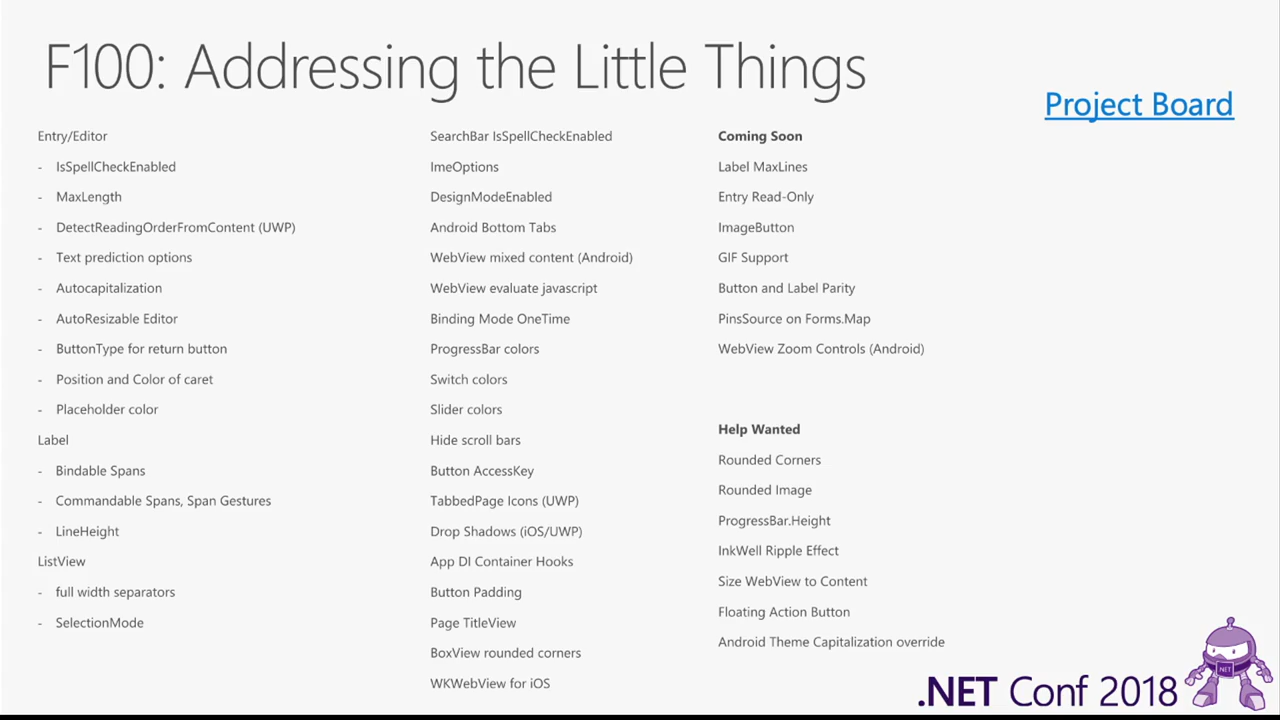 F100: Addressing the Little Things
Project Board
Entry/Editor
- IsSpellCheckEnabled
- MaxLength
- DetectReadingOrderFromContent (UWP)
- Text prediction options
- Autocapitalization
- AutoResizable Editor
- ButtonType for return button
- Position and Color of caret
- Placeholder color
Label
- Bindable Spans
- Commandable Spans, Span Gestures
- LineHeight
ListView
- full width separators
- SelectionMode
SearchBar IsSpellCheckEnabled
ImeOptions
DesignModeEnabled
Android Bottom Tabs
WebView mixed content (Android)
WebView evaluate javascript
Binding Mode OneTime
ProgressBar colors
Switch colors
Slider colors
Hide scroll bars
Button AccessKey
TabbedPage Icons (UWP)
Drop Shadows (iOS/UWP)
App DI Container Hooks
Button Padding
Page TitleView
BoxView rounded corners
WKWebView for iOS
Coming Soon
Label MaxLines
Entry Read-Only
ImageButton
GIF Support
Button and Label Parity
PinsSource on Forms.Map
WebView Zoom Controls (Android)
Help Wanted
Rounded Corners
Rounded Image
ProgressBar.Height
InkWell Ripple Effect
Size WebView to Content
Floating Action Button
Android Theme Capitalization override
.NET Conf 2018
.NET